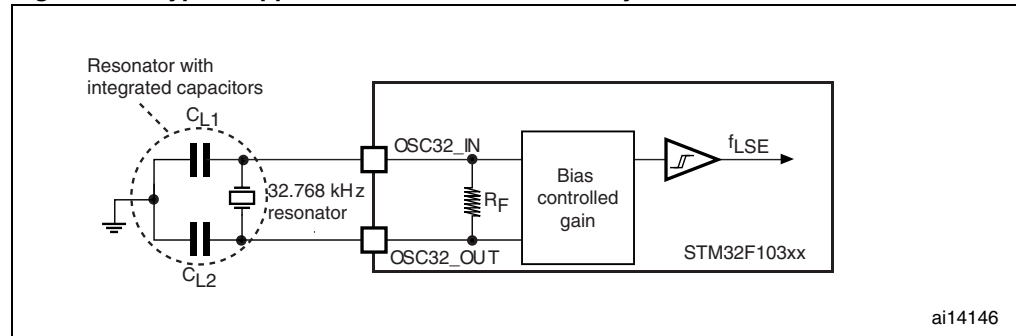 Resonator with
integrated capacitors
CL1
OSC32_IN
fLSE
32.768 kHz
resonator
RF
Bias
controlled
gain
OSC32_OUT
STM32F103xx
CL2
ai14146